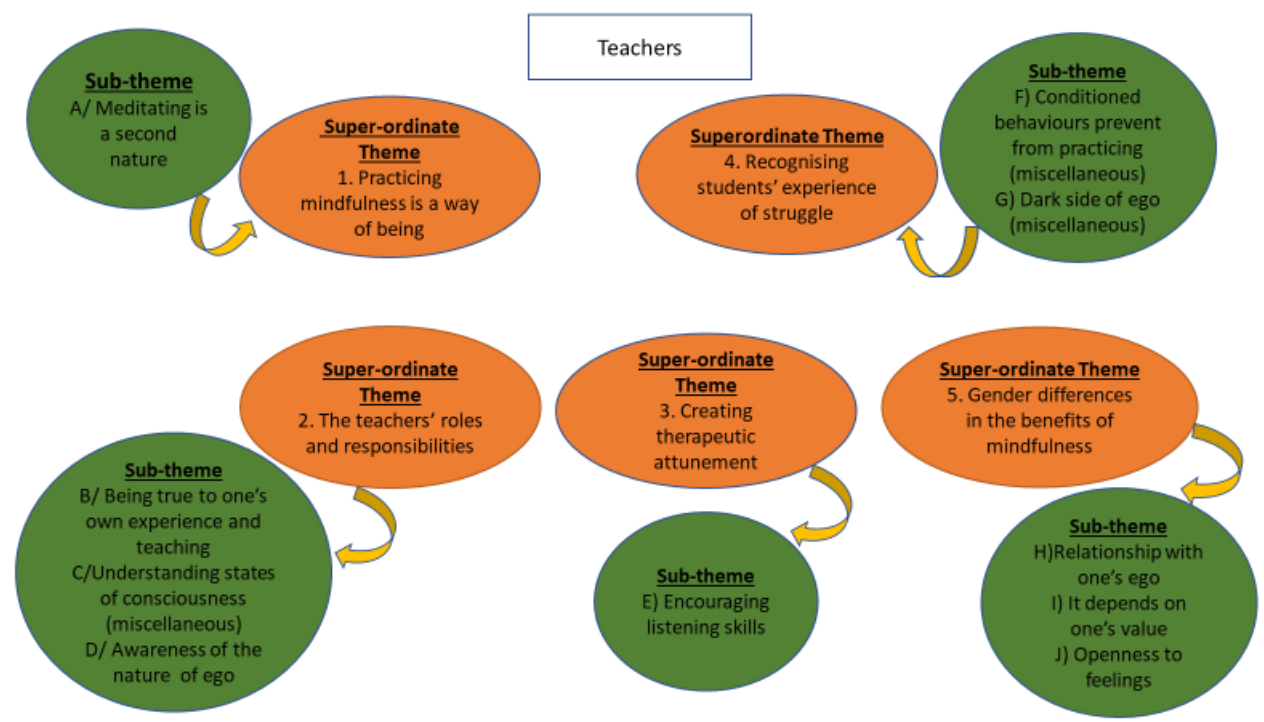 Teachers
Sub-theme
A/ Meditating is
a second
nature
Super-ordinate
Theme
1. Practicing
mindfulness is a way
of being
Superordinate Theme
4. Recognising
students’ experience
of struggle
Sub-theme
F) Conditioned
behaviours prevent
from practicing
(miscellaneous)
G) Dark side of ego
(miscellaneous)
Super-ordinate
Theme
2. The teachers’ roles
and responsibilities
Sub-theme
B/ Being true to one’s
own experience and
teaching
C/Understanding states
of consciousness
(miscellaneous)
D/ Awareness of the
nature of ego
Super-ordinate
Theme
3. Creating
therapeutic
attunement
Sub-theme
E) Encouraging
listening skills
Super-ordinate Theme
5. Gender differences
in the benefits of
mindfulness
Sub-theme
H)Relationship with
one’s ego
I) It depends on
one’s value
J) Openness to
feelings